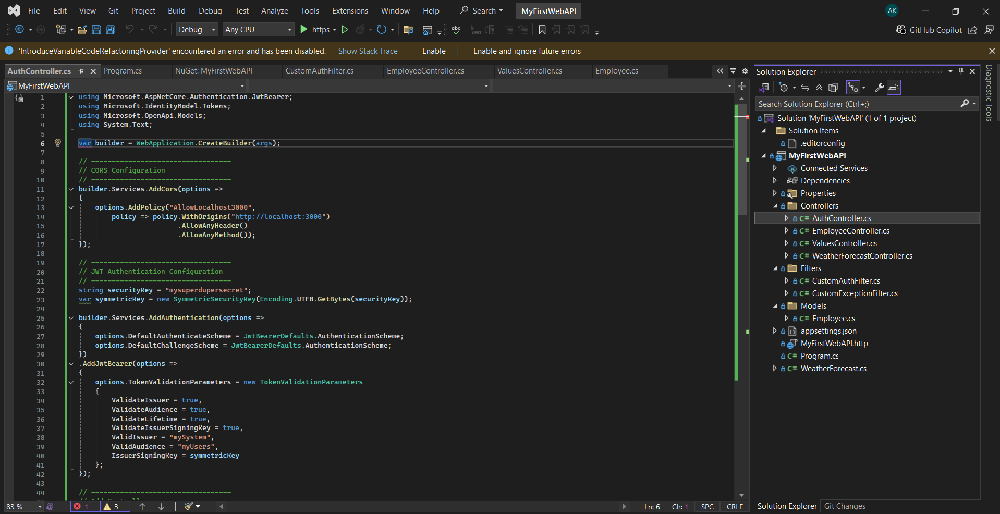 File Edit View Git Project Build Debug Test Analyze Tools Extensions Window Help Search MyFirstWebAPI AK
Debug Any CPU https GitHub Copilot
'IntroduceVariableCodeRefactoringProvider' encountered an error and has been disabled. Show Stack Trace Enable Enable and ignore future errors
AuthController.cs Program.cs NuGet: MyFirstWebAPI CustomAuthFilter.cs EmployeeController.cs ValuesController.cs Employee.cs
MyFirstWebAPI
1 using Microsoft.AspNetCore.Authentication.JwtBearer;
2 using Microsoft.IdentityModel.Tokens;
3 using Microsoft.OpenApi.Models;
4 using System.Text;
5
6 var builder = WebApplication.CreateBuilder(args);
7
8 // ----------------------------------
9 // CORS Configuration
10 // ----------------------------------
11 builder.Services.AddCors(options =>
12 {
13 options.AddPolicy("AllowLocalhost3000",
14 policy => policy.WithOrigins("http://localhost:3000")
15 .AllowAnyHeader()
16 .AllowAnyMethod());
17 });
18
19 // ----------------------------------
20 // JWT Authentication Configuration
21 // ----------------------------------
22 string securityKey = "mysuperdupersecret";
23 var symmetricKey = new SymmetricSecurityKey(Encoding.UTF8.GetBytes(securityKey));
24
25 builder.Services.AddAuthentication(options =>
26 {
27 options.DefaultAuthenticateScheme = JwtBearerDefaults.AuthenticationScheme;
28 options.DefaultChallengeScheme = JwtBearerDefaults.AuthenticationScheme;
29 })
30 .AddJwtBearer(options =>
31 {
32 options.TokenValidationParameters = new TokenValidationParameters
33 {
34 ValidateIssuer = true,
35 ValidateAudience = true,
36 ValidateLifetime = true,
37 ValidateIssuerSigningKey = true,
38 ValidIssuer = "mySystem",
39 ValidAudience = "myUsers",
40 IssuerSigningKey = symmetricKey
41 };
42 });
43
44 // ----------------------------------
// Add Controllers
83 % 1 3 Ln: 6 Ch: 1 SPC CRLF
Solution Explorer
Search Solution Explorer (Ctrl+;)
Solution 'MyFirstWebAPI' (1 of 1 project)
Solution Items
.editorconfig
MyFirstWebAPI
Connected Services
Dependencies
Properties
Controllers
C# AuthController.cs
C# EmployeeController.cs
C# ValuesController.cs
C# WeatherForecastController.cs
Filters
C# CustomAuthFilter.cs
C# CustomExceptionFilter.cs
Models
C# Employee.cs
appsettings.json
MyFirstWebAPI.http
C# Program.cs
C# WeatherForecast.cs
Solution Explorer Git Changes
Diagnostic Tools